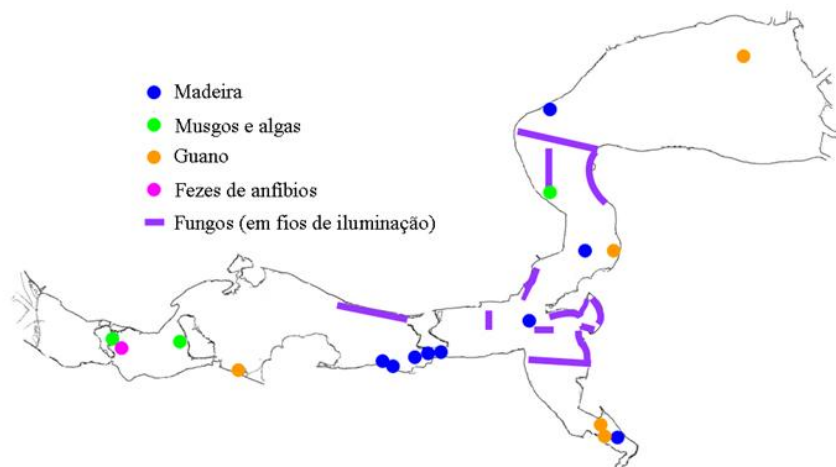 Madeira
Musgos e algas
Guano
Fezes de anfíbios
Fungos (em fios de iluminação)